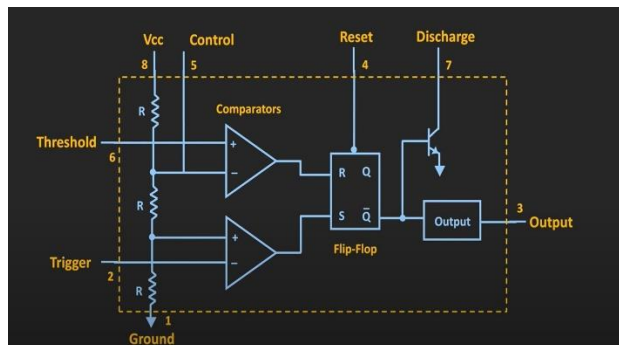 Vcc Control Reset Discharge
8 5 4 7
R Comparators
Threshold +
6 −
R Q
R
S Q̅
Output 3 Output
+
Flip-Flop
Trigger −
2 R
1
Ground